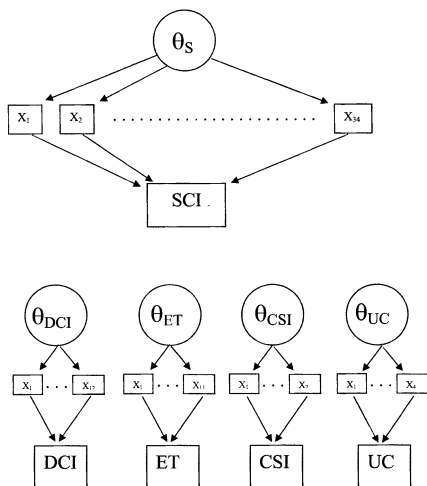 θS
X1 X2 X34
SCI
θDCI θET θCSI θUC
X1 X12 X1 X11 X1 X7 X1 X4
DCI ET CSI UC